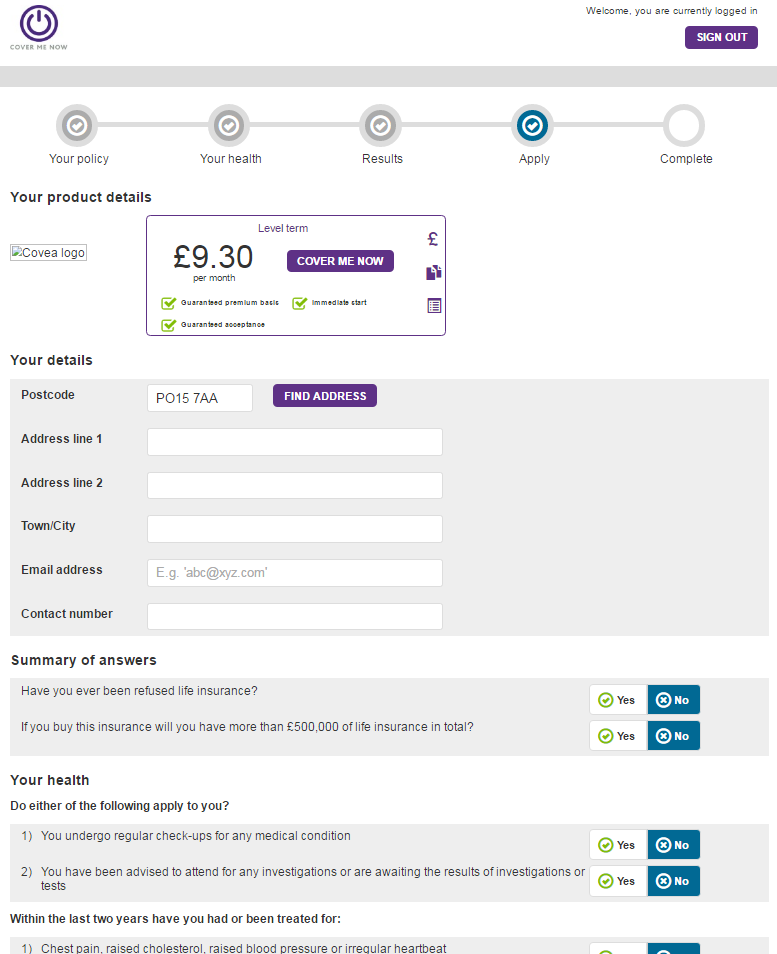 Welcome, you are currently logged in
COVER ME NOW
SIGN OUT
Your policy
Your health
Results
Apply
Complete
Your product details
Covea logo
Level term
£9.30
per month
COVER ME NOW
£
Guaranteed premium basis
Immediate start
Guaranteed acceptance
Your details
Postcode
PO15 7AA
FIND ADDRESS
Address line 1
Address line 2
Town/City
Email address
E.g. 'abc@xyz.com'
Contact number
Summary of answers
Have you ever been refused life insurance?
Yes No
If you buy this insurance will you have more than £500,000 of life insurance in total?
Yes No
Your health
Do either of the following apply to you?
1) You undergo regular check-ups for any medical condition
Yes No
2) You have been advised to attend for any investigations or are awaiting the results of investigations or
tests
Yes No
Within the last two years have you had or been treated for:
1) Chest pain, raised cholesterol, raised blood pressure or irregular heartbeat